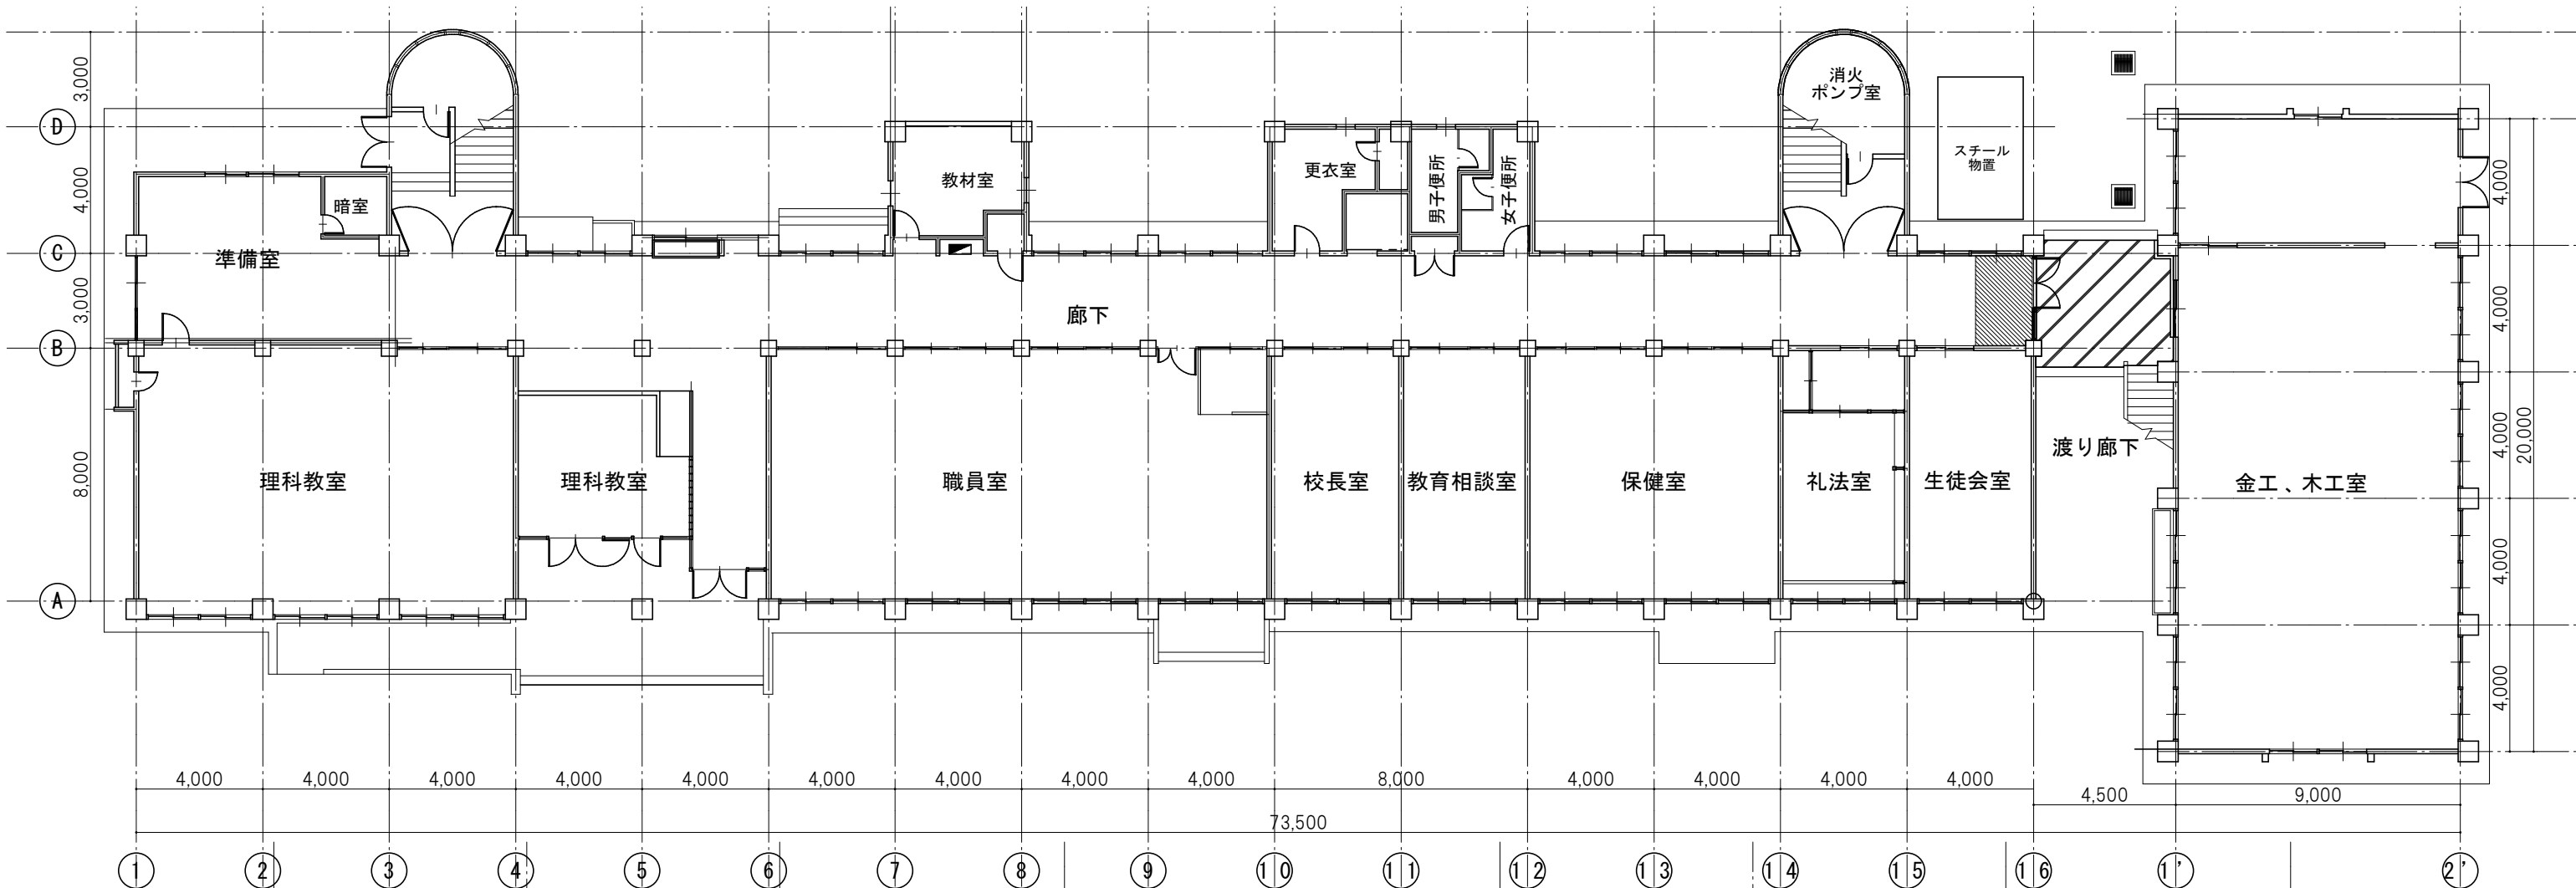 3,000
4,000
3,000
8,000
D
C
B
A
消火
ポンプ室
スチール
物置
暗室
準備室
教材室
更衣室
男子便所
女子便所
廊下
理科教室
理科教室
職員室
校長室
教育相談室
保健室
礼法室
生徒会室
渡り廊下
金工、木工室
4,000
4,000
4,000
4,000
4,000
20,000
4,000
4,000
4,000
4,000
4,000
4,000
4,000
4,000
4,000
8,000
4,000
4,000
4,000
4,000
4,500
9,000
73,500
1
2
3
4
5
6
7
8
9
10
11
12
13
14
15
16
1'
2'